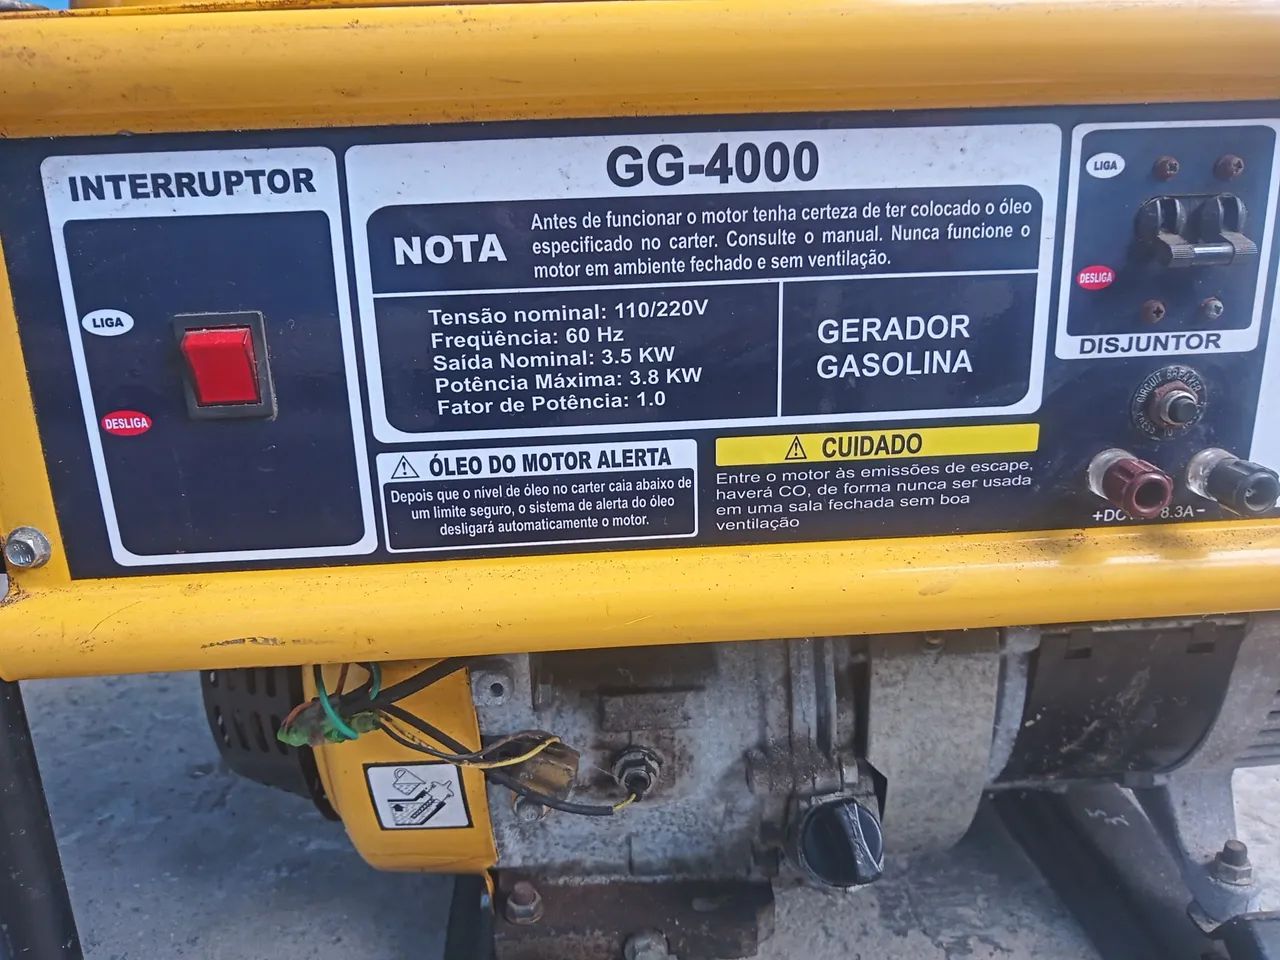 INTERRUPTOR
LIGA
DESLIGA
GG-4000
NOTA
Antes de funcionar o motor tenha certeza de ter colocado o óleo
especificado no carter. Consulte o manual. Nunca funcione o
motor em ambiente fechado e sem ventilação.
Tensão nominal: 110/220V
Freqüência: 60 Hz
Saída Nominal: 3.5 KW
Potência Máxima: 3.8 KW
Fator de Potência: 1.0
GERADOR
GASOLINA
ÓLEO DO MOTOR ALERTA
Depois que o nível de óleo no carter caia abaixo de
um limite seguro, o sistema de alerta do óleo
desligará automaticamente o motor.
CUIDADO
Entre o motor às emissões de escape,
haverá CO, de forma nunca ser usada
em uma sala fechada sem boa
ventilação
LIGA
DESLIGA
DISJUNTOR
CIRCUIT BREAKER
+DC 8.3A-